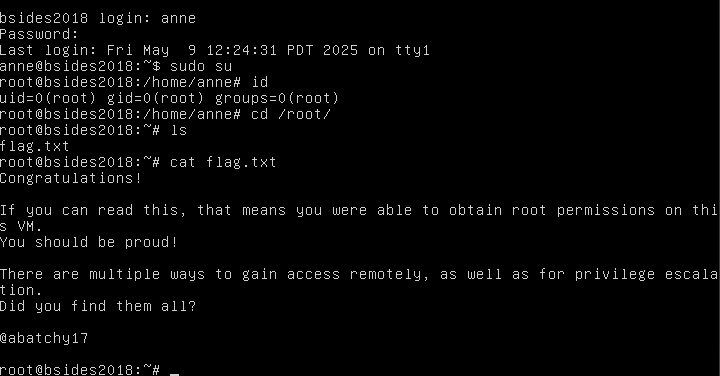 bsides2018 login: anne
Password:
Last login: Fri May  9 12:24:31 PDT 2025 on tty1
anne@bsides2018:~$ sudo su
root@bsides2018:/home/anne# id
uid=0(root) gid=0(root) groups=0(root)
root@bsides2018:/home/anne# cd /root/
root@bsides2018:~# ls
flag.txt
root@bsides2018:~# cat flag.txt
Congratulations!

If you can read this, that means you were able to obtain root permissions on thi
s VM.
You should be proud!

There are multiple ways to gain access remotely, as well as for privilege escala
tion.
Did you find them all?

@abatchy17

root@bsides2018:~# _